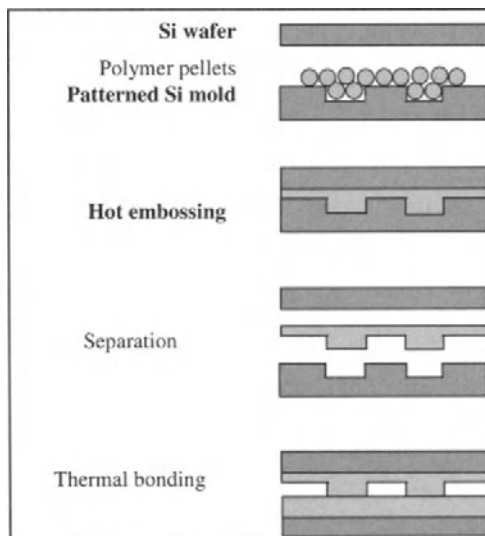 Si wafer
Polymer pellets
Patterned Si mold
Hot embossing
Separation
Thermal bonding